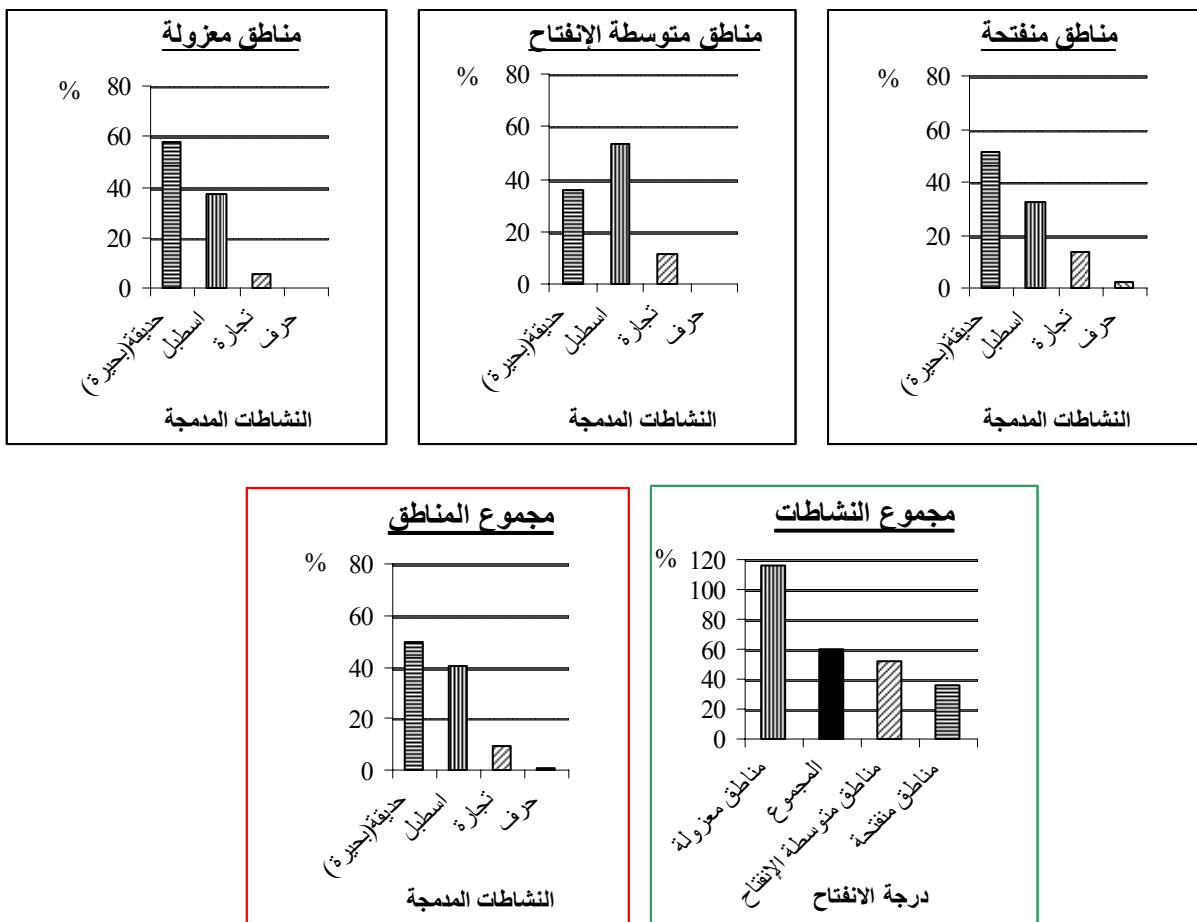 مناطق منفتحة
%
80
60
40
20
0
حديقة(بحيرة)
اسطبل
تجارة
حرف
النشاطات المدمجة
مناطق متوسطة الإنفتاح
%
80
60
40
20
0
حديقة(بحيرة)
اسطبل
تجارة
حرف
النشاطات المدمجة
مناطق معزولة
%
80
60
40
20
0
حديقة(بحيرة)
اسطبل
تجارة
حرف
النشاطات المدمجة
مجموع النشاطات
%
120
100
80
60
40
20
0
مناطق معزولة
المجموع
مناطق متوسطة الإنفتاح
مناطق منفتحة
درجة الانفتاح
مجموع المناطق
%
80
60
40
20
0
حديقة(بحيرة)
اسطبل
تجارة
حرف
النشاطات المدمجة